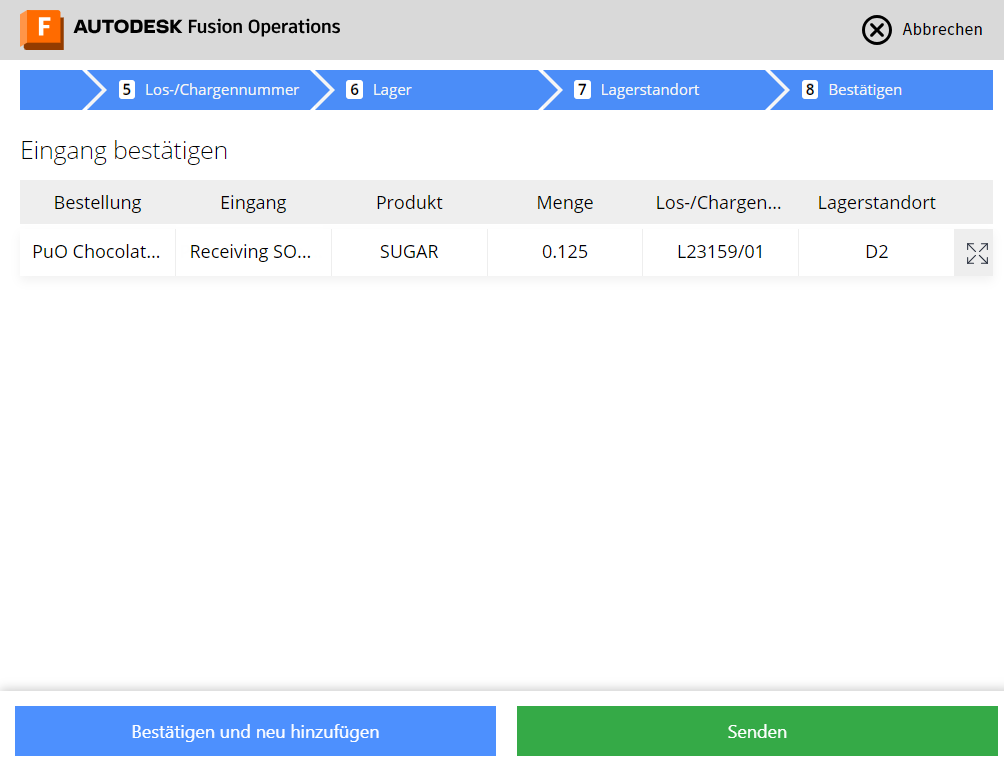 F AUTODESK Fusion Operations Abbrechen
5 Los-/Chargennummer 6 Lager 7 Lagerstandort 8 Bestätigen
Eingang bestätigen
Bestellung Eingang Produkt Menge Los-/Chargen... Lagerstandort
PuO Chocolat... Receiving SO... SUGAR 0.125 L23159/01 D2
Bestätigen und neu hinzufügen Senden